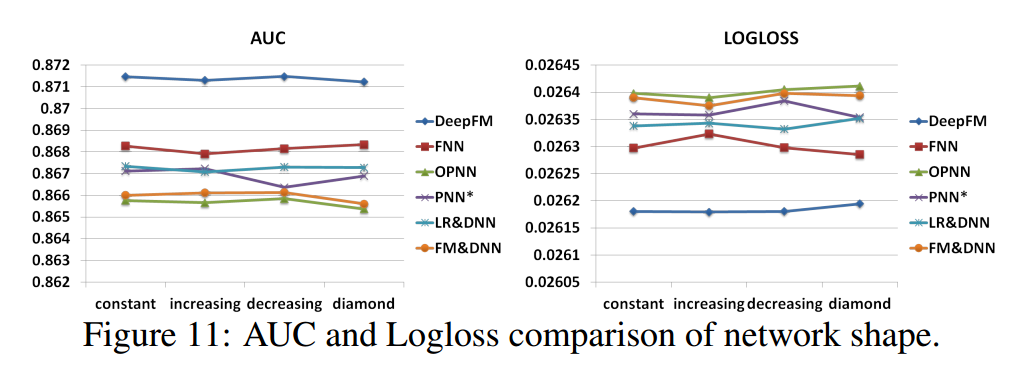 AUC
0.872
0.871
0.87
0.869
0.868
0.867
0.866
0.865
0.864
0.863
0.862
constant increasing decreasing diamond
DeepFM
FNN
OPNN
PNN*
LR&DNN
FM&DNN
LOGLOSS
0.02645
0.0264
0.02635
0.0263
0.02625
0.0262
0.02615
0.0261
0.02605
constant increasing decreasing diamond
DeepFM
FNN
OPNN
PNN*
LR&DNN
FM&DNN
Figure 11: AUC and Logloss comparison of network shape.